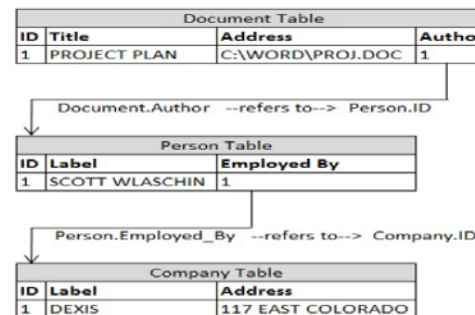 Document Table
ID Title Address Autho
1 PROJECT PLAN C:\WORD\PROJ.DOC 1
Document.Author --refers to--> Person.ID
Person Table
ID Label Employed By
1 SCOTT WLASCHIN 1
Person.Employed_By --refers to--> Company.ID
Company Table
ID Label Address
1 DEXIS 117 EAST COLORADO